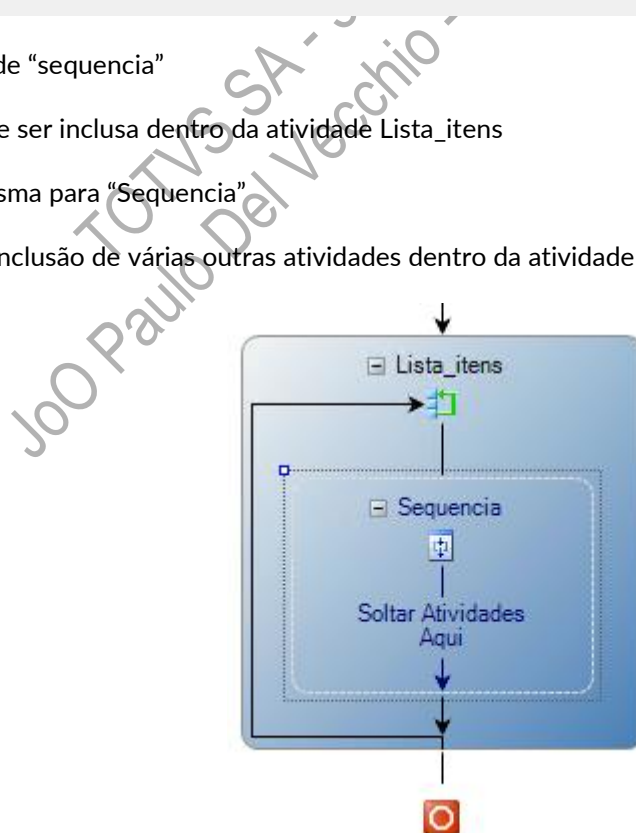 de “sequencia”
e ser inclusa dentro da atividade Lista_itens
sma para “Sequencia”
nclusão de várias outras atividades dentro da atividade
TOTVS SA -
JoO Paulo Del Vecchio -
Lista_itens
Sequencia
Soltar Atividades
Aqui